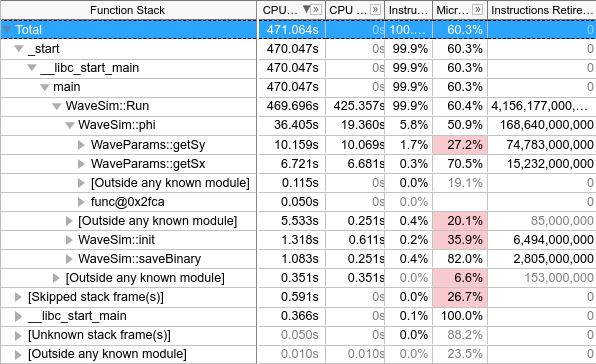 Function Stack CPU... » CPU ... » Instru... » Micr... » Instructions Retire...
Total 471.064s 0s 100.... 60.3% 0
_start 470.047s 0s 99.9% 60.3% 0
__libc_start_main 470.047s 0s 99.9% 60.3% 0
main 470.047s 0s 99.9% 60.3% 0
WaveSim::Run 469.696s 425.357s 99.9% 60.4% 4,156,177,000,...
WaveSim::phi 36.405s 19.360s 5.8% 50.9% 168,640,000,000
WaveParams::getSy 10.159s 10.069s 1.7% 27.2% 74,783,000,000
WaveParams::getSx 6.721s 6.681s 0.3% 70.5% 15,232,000,000
[Outside any known module] 0.115s 0s 0.0% 19.1% 0
func@0x2fca 0.050s 0s 0.0% 0
[Outside any known module] 5.533s 0.251s 0.4% 20.1% 85,000,000
WaveSim::init 1.318s 0.611s 0.2% 35.9% 6,494,000,000
WaveSim::saveBinary 1.083s 0.251s 0.4% 82.0% 2,805,000,000
[Outside any known module] 0.351s 0.351s 0.0% 6.6% 153,000,000
[Skipped stack frame(s)] 0.591s 0s 0.0% 26.7% 0
__libc_start_main 0.366s 0s 0.1% 100.0% 0
[Unknown stack frame(s)] 0.050s 0s 0.0% 88.2% 0
[Outside any known module] 0.010s 0.010s 0.0% 23.5% 0